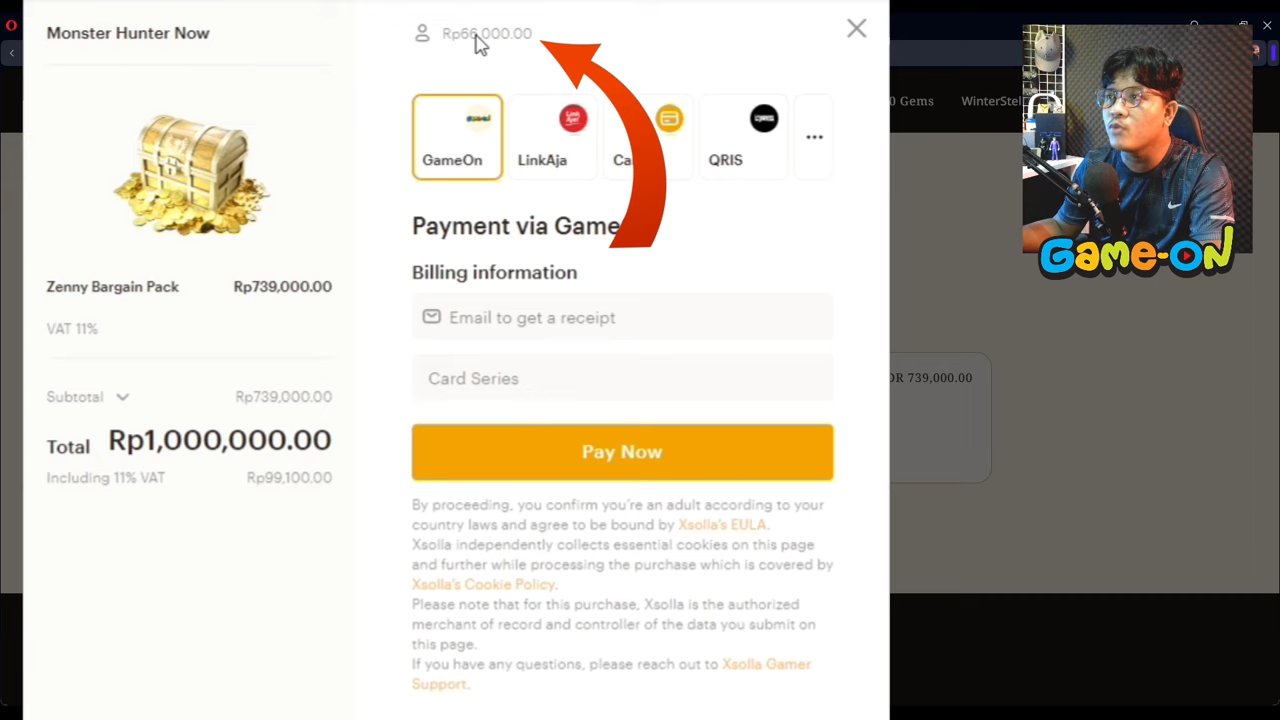 Monster Hunter Now
Rp66,000.00
GameOn
LinkAja
Ca
QRIS
Payment via Game
Billing information
Zenny Bargain Pack Rp739,000.00
Email to get a receipt
VAT 11%
Card Series
Subtotal Rp739,000.00
Total Rp1,000,000.00
Including 11% VAT Rp99,100.00
Pay Now
By proceeding, you confirm you're an adult according to your
country laws and agree to be bound by Xsolla's EULA.
Xsolla independently collects essential cookies on this page
and further while processing the purchase which is covered by
Xsolla's Cookie Policy.
Please note that for this purchase, Xsolla is the authorized
merchant of record and controller of the data you submit on
this page.
If you have any questions, please reach out to Xsolla Gamer
Support.
0 Gems WinterStel
GAME-ON
DR 739,000.00